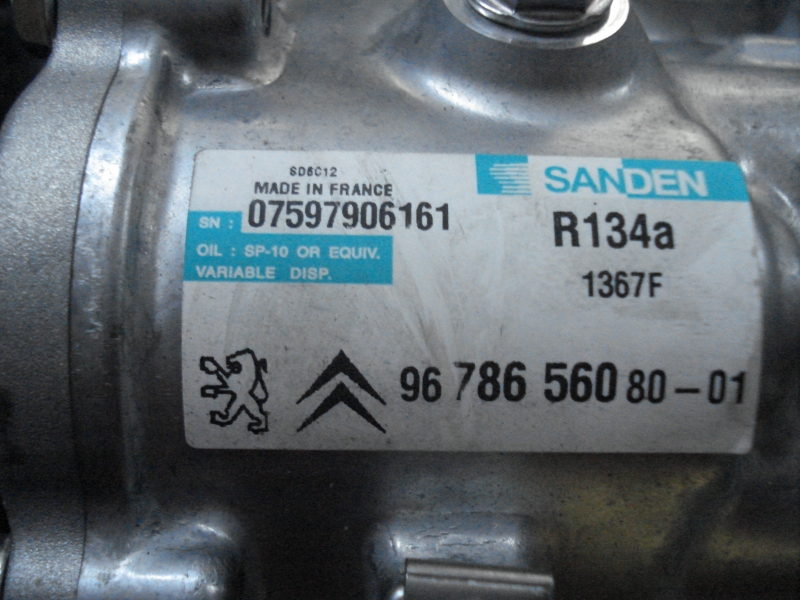 SD6C12
MADE IN FRANCE
SN : 07597906161
OIL : SP-10 OR EQUIV.
VARIABLE DISP.
SANDEN
R134a
1367F
96 786 560 80-01